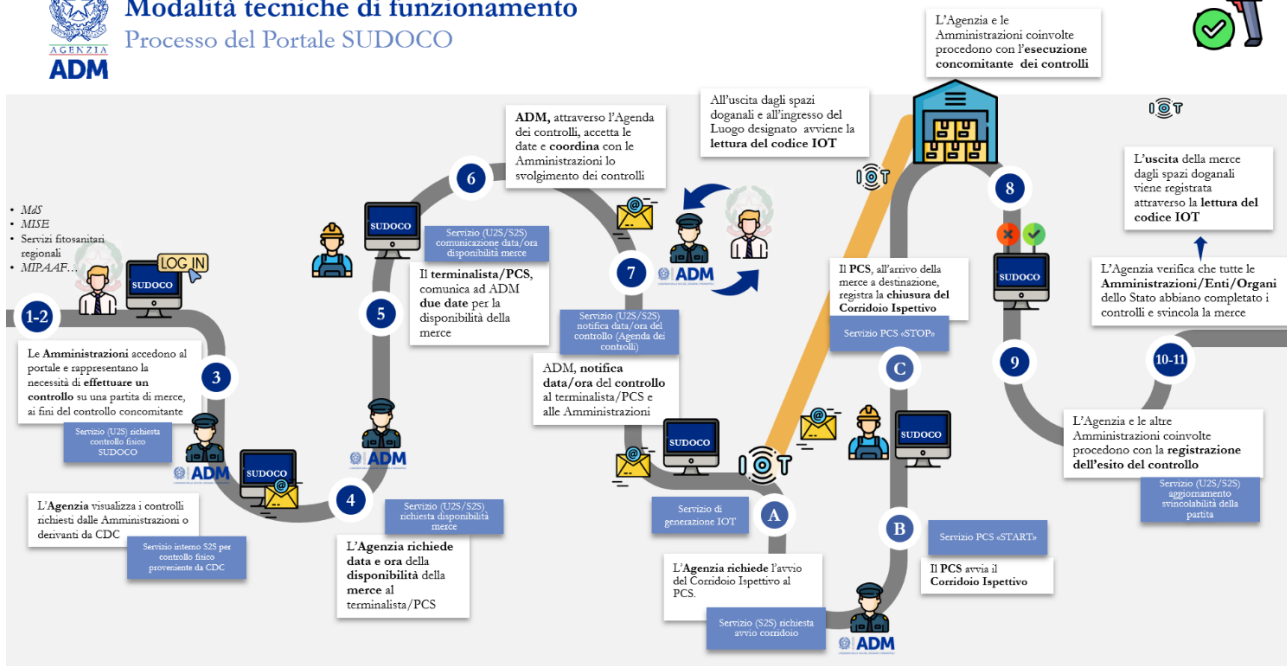 Modalità tecniche di funzionamento
Processo del Portale SUDOCO
AGENZIA
ADM
L'Agenzia e le
Amministrazioni coinvolte
procedono con l'esecuzione
concomitante dei controlli
All'uscita dagli spazi
doganali e all'ingresso del
Luogo designato avviene la
lettura del codice IOT
IOT
IOT
ADM, attraverso l'Agenda
dei controlli, accetta le
date e coordina con le
Amministrazioni lo
svolgimento dei controlli
L'uscita della merce
dagli spazi doganali
viene registrata
attraverso la lettura del
codice IOT
• MdS
• MISE
• Servizi fitosanitari
regionali
• MIPAAF...
LOG IN
SUDOCO
1-2
Le Amministrazioni accedono al
portale e rappresentano la
necessità di effettuare un
controllo su una partita di merce,
ai fini del controllo concomitante
Servizio (U2S) richiesta
controllo fisico
SUDOCO
3
ADM
SUDOCO
L'Agenzia visualizza i controlli
richiesti dalle Amministrazioni o
derivanti da CDC
Servizio interno S2S per
controllo fisico
proveniente da CDC
4
Servizio (U2S/S2S)
richiesta disponibilità
merce
L'Agenzia richiede
data e ora della
disponibilità della
merce al
terminalista/PCS
ADM
5
SUDOCO
Servizio (U2S/S2S)
comunicazione data/ora
disponibilità merce
Il terminalista/PCS,
comunica ad ADM
due date per la
disponibilità della
merce
6
7
ADM
Servizio (U2S/S2S)
notifica data/ora del
controllo (Agenda dei
controlli)
ADM, notifica
data/ora del controllo
al terminalista/PCS e
alle Amministrazioni
SUDOCO
IOT
Servizio di
generazione IOT
A
L'Agenzia richiede l'avvio
del Corridoio Ispettivo al
PCS.
Servizio (S2S) richiesta
avvio corridoio
ADM
B
Servizio PCS «START»
Il PCS avvia il
Corridoio Ispettivo
SUDOCO
C
Il PCS, all'arrivo della
merce a destinazione,
registra la chiusura del
Corridoio Ispettivo
Servizio PCS «STOP»
8
SUDOCO
9
L'Agenzia e le altre
Amministrazioni coinvolte
procedono con la registrazione
dell'esito del controllo
Servizio (U2S/S2S)
aggiornamento
svincolabilità della
partita
10-11
L'Agenzia verifica che tutte le
Amministrazioni/Enti/Organi
dello Stato abbiano completato i
controlli e svincola la merce